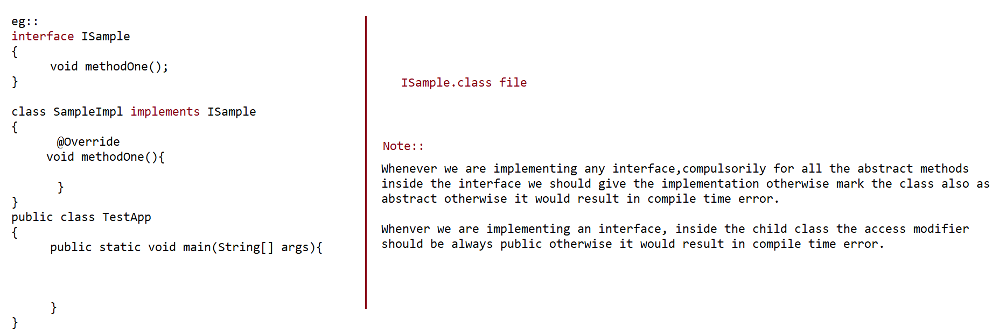 eg::
interface ISample
{
void methodOne();
}
class SampleImpl implements ISample
{
@Override
void methodOne(){
}
}
public class TestApp
{
public static void main(String[] args){
}
}
ISample.class file
Note::
Whenever we are implementing any interface,compulsorily for all the abstract methods
inside the interface we should give the implementation otherwise mark the class also as
abstract otherwise it would result in compile time error.
Whenver we are implementing an interface, inside the child class the access modifier
should be always public otherwise it would result in compile time error.